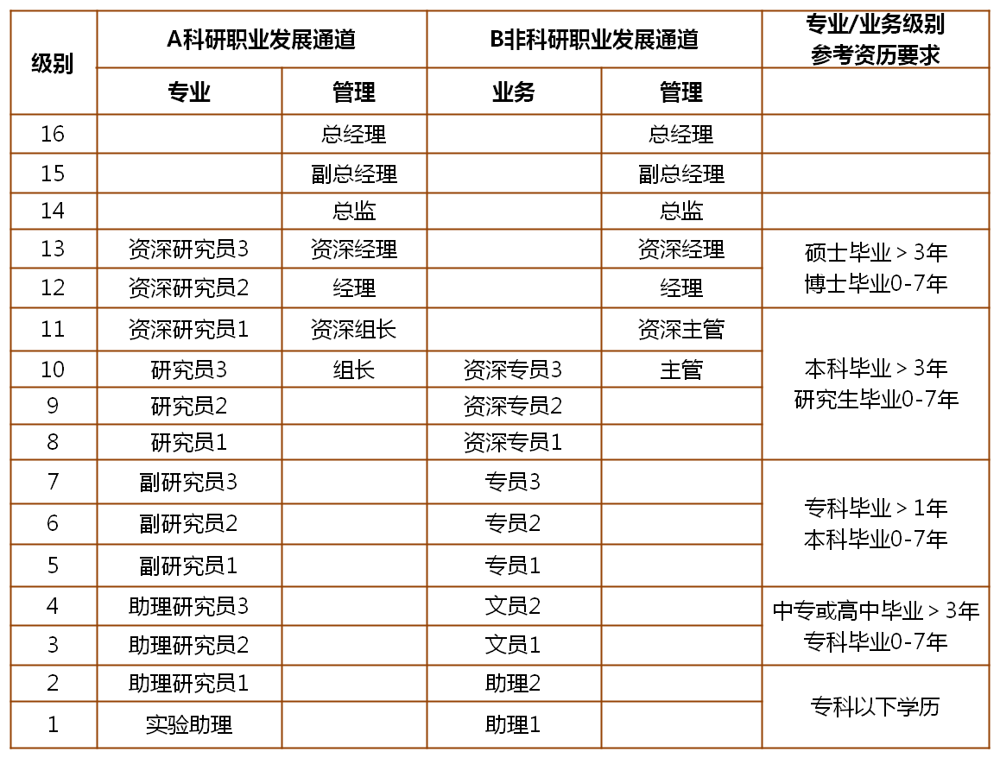 级别 A科研职业发展通道 B非科研职业发展通道 专业/业务级别
参考资历要求
专业 管理 业务 管理
16 总经理 总经理
15 副总经理 副总经理
14 总监 总监
13 资深研究员3 资深经理 资深经理 硕士毕业＞3年
12 资深研究员2 经理 经理 博士毕业0-7年
11 资深研究员1 资深组长 资深主管
10 研究员3 组长 资深专员3 主管 本科毕业＞3年
9 研究员2 资深专员2 研究生毕业0-7年
8 研究员1 资深专员1
7 副研究员3 专员3
6 副研究员2 专员2 专科毕业＞1年
本科毕业0-7年
5 副研究员1 专员1
4 助理研究员3 文员2 中专或高中毕业＞3年
3 助理研究员2 文员1 专科毕业0-7年
2 助理研究员1 助理2
专科以下学历
1 实验助理 助理1